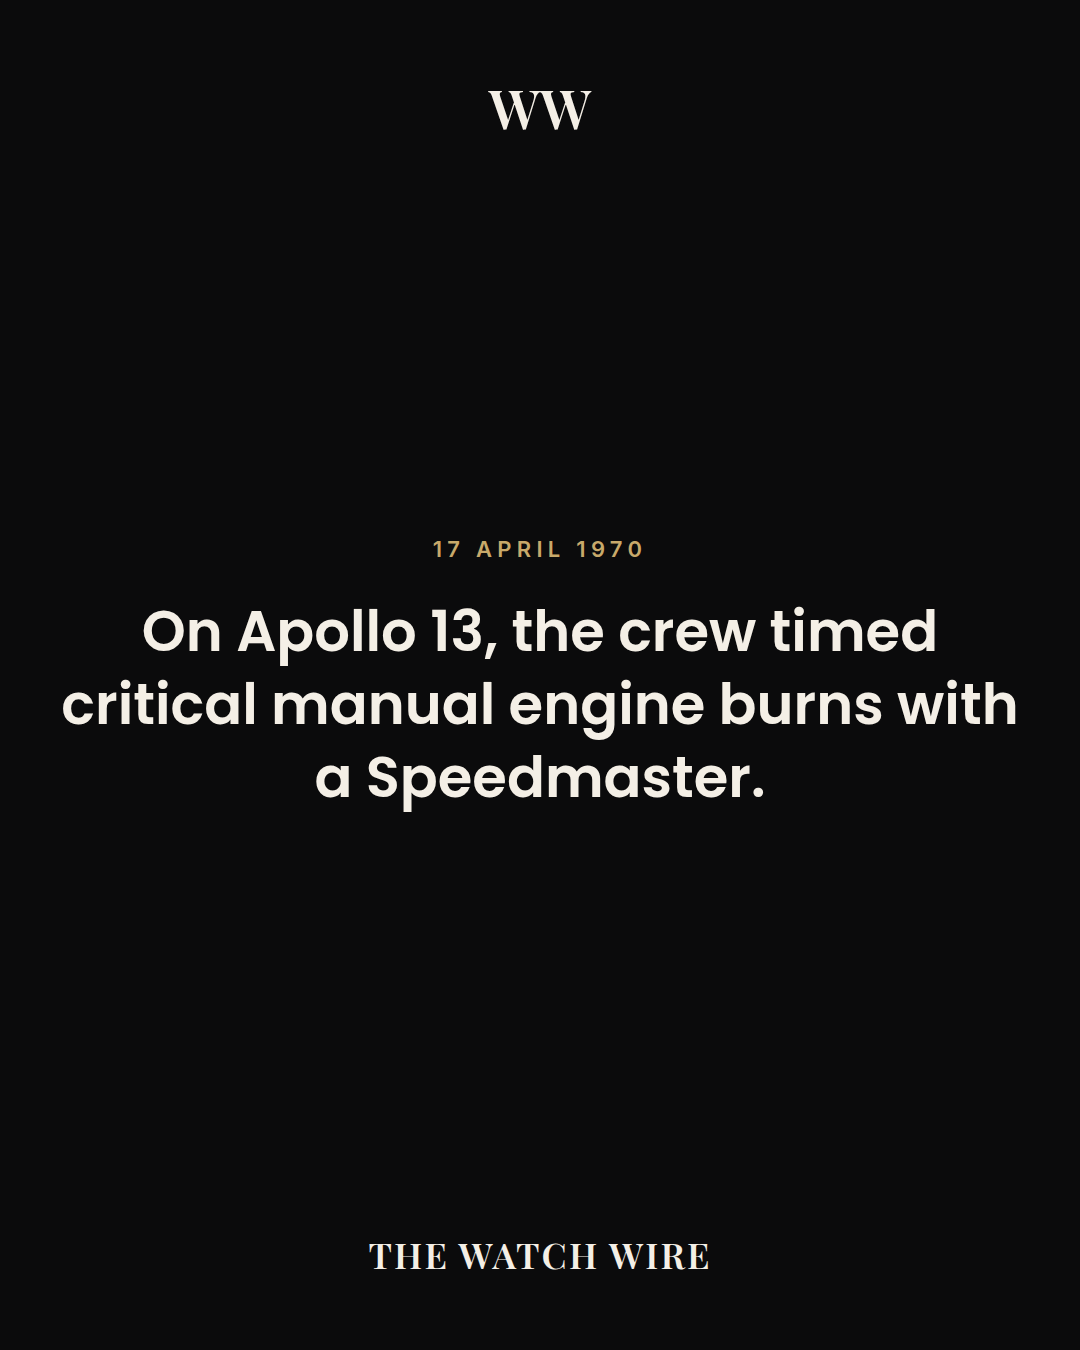 WW
17 APRIL 1970
On Apollo 13, the crew timed
critical manual engine burns with
a Speedmaster.
THE WATCH WIRE